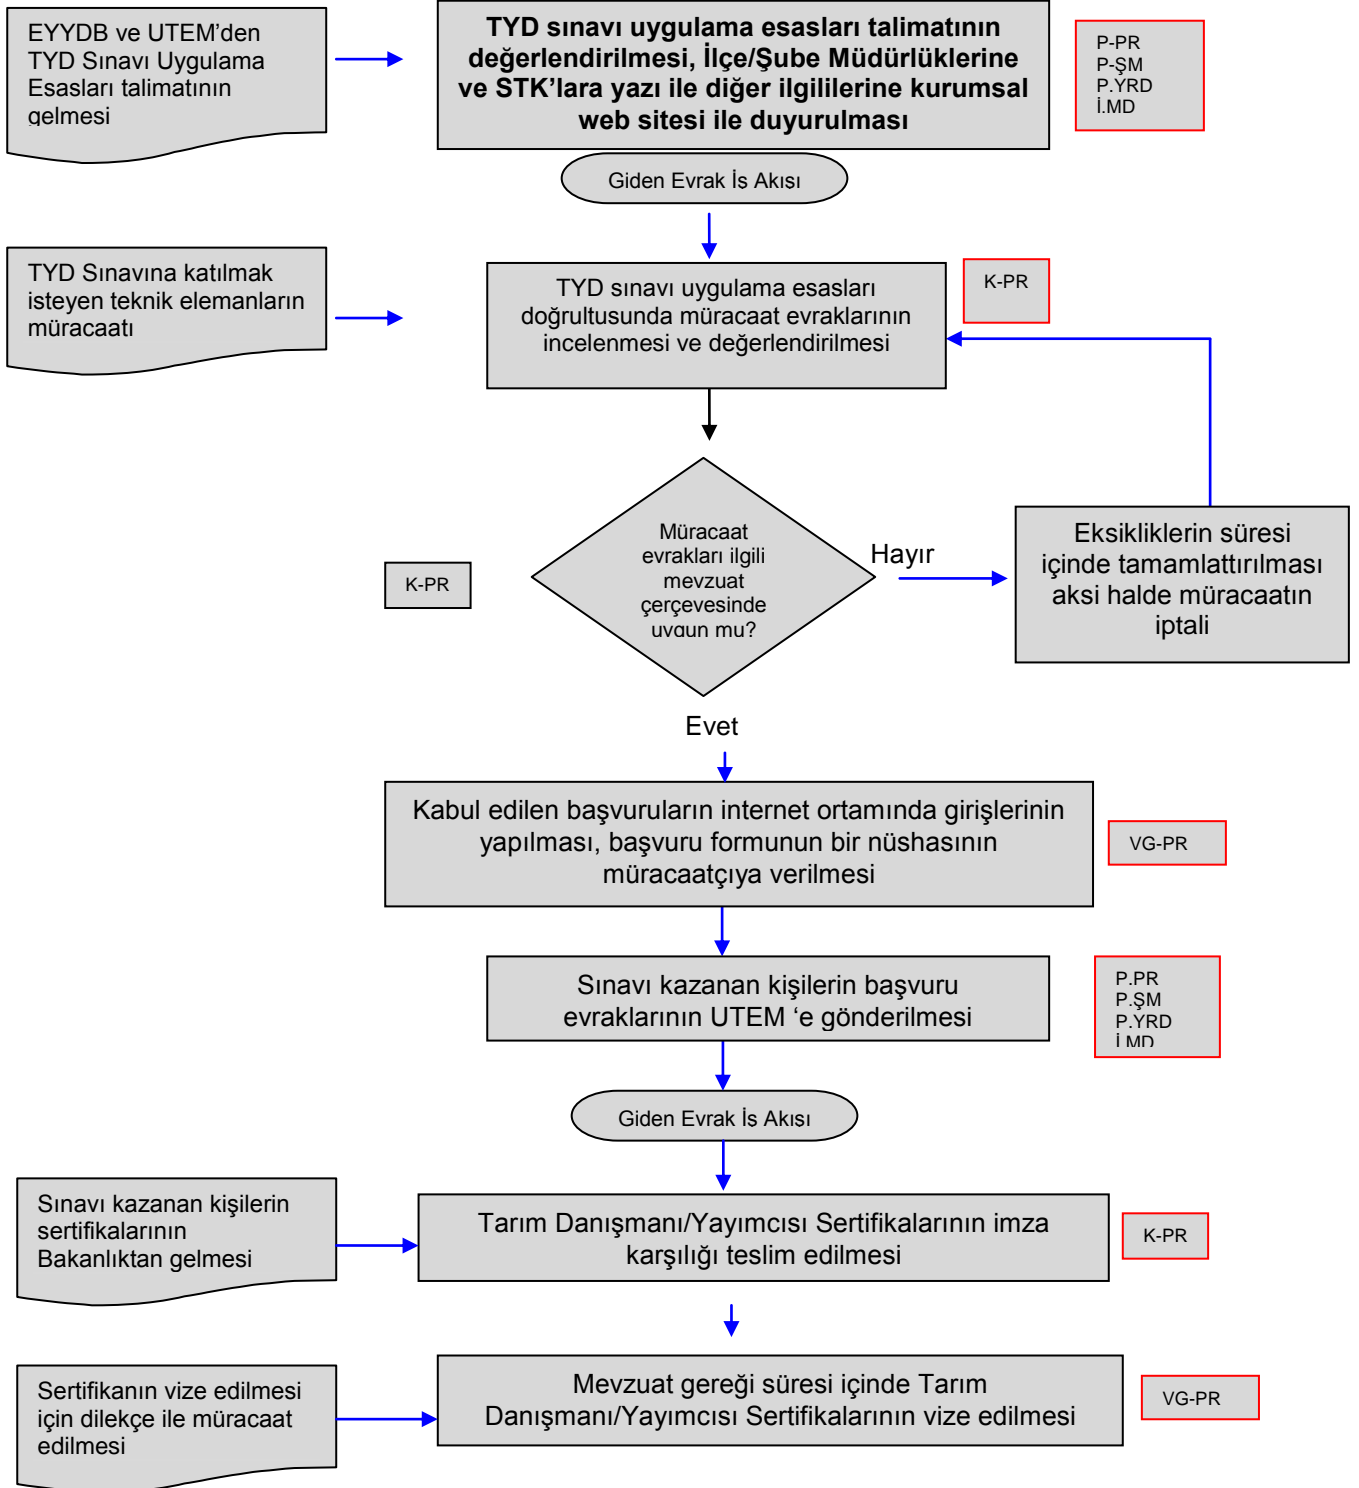 EYYDB ve UTEM’den
TYD Sınavı Uygulama
Esasları talimatının
gelmesi
TYD sınavı uygulama esasları talimatının
değerlendirilmesi, İlçe/Şube Müdürlüklerine
ve STK’lara yazı ile diğer ilgililerine kurumsal
web sitesi ile duyurulması
P-PR
P-ŞM
P.YRD
İ.MD
Giden Evrak İş Akışı
TYD Sınavına katılmak
isteyen teknik elemanların
müracaatı
TYD sınavı uygulama esasları
doğrultusunda müracaat evraklarının
incelenmesi ve değerlendirilmesi
K-PR
K-PR
Müracaat
evrakları ilgili
mevzuat
çerçevesinde
uygun mu?
Hayır
Eksikliklerin süresi
içinde tamamlattırılması
aksi halde müracaatın
iptali
Evet
Kabul edilen başvuruların internet ortamında girişlerinin
yapılması, başvuru formunun bir nüshasının
müracaatçıya verilmesi
VG-PR
Sınavı kazanan kişilerin başvuru
evraklarının UTEM ‘e gönderilmesi
P.PR
P.ŞM
P.YRD
İ.MD
Giden Evrak İş Akışı
Sınavı kazanan kişilerin
sertifikalarının
Bakanlıktan gelmesi
Tarım Danışmanı/Yayımcısı Sertifikalarının imza
karşılığı teslim edilmesi
K-PR
Sertifikanın vize edilmesi
için dilekçe ile müracaat
edilmesi
Mevzuat gereği süresi içinde Tarım
Danışmanı/Yayımcısı Sertifikalarının vize edilmesi
VG-PR